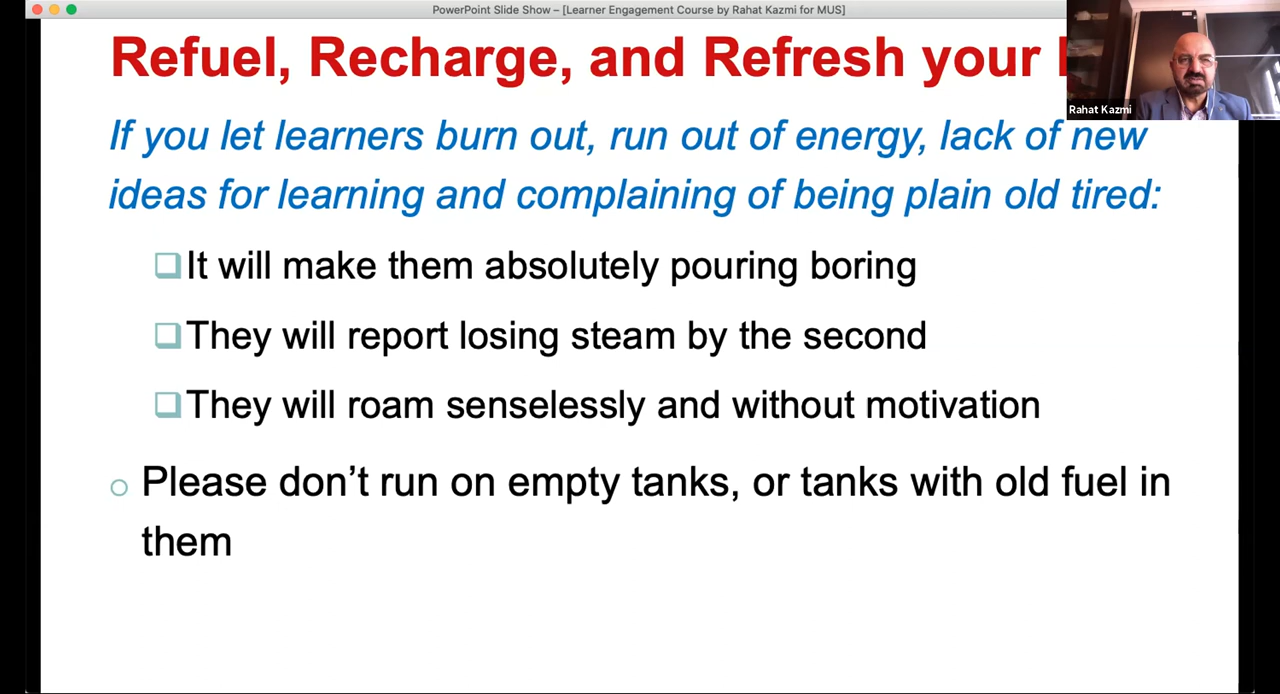 PowerPoint Slide Show – [Learner Engagement Course by Rahat Kazmi for MUS]
Refuel, Recharge, and Refresh your
Rahat Kazmi
If you let learners burn out, run out of energy, lack of new
ideas for learning and complaining of being plain old tired:
It will make them absolutely pouring boring
They will report losing steam by the second
They will roam senselessly and without motivation
Please don’t run on empty tanks, or tanks with old fuel in
them